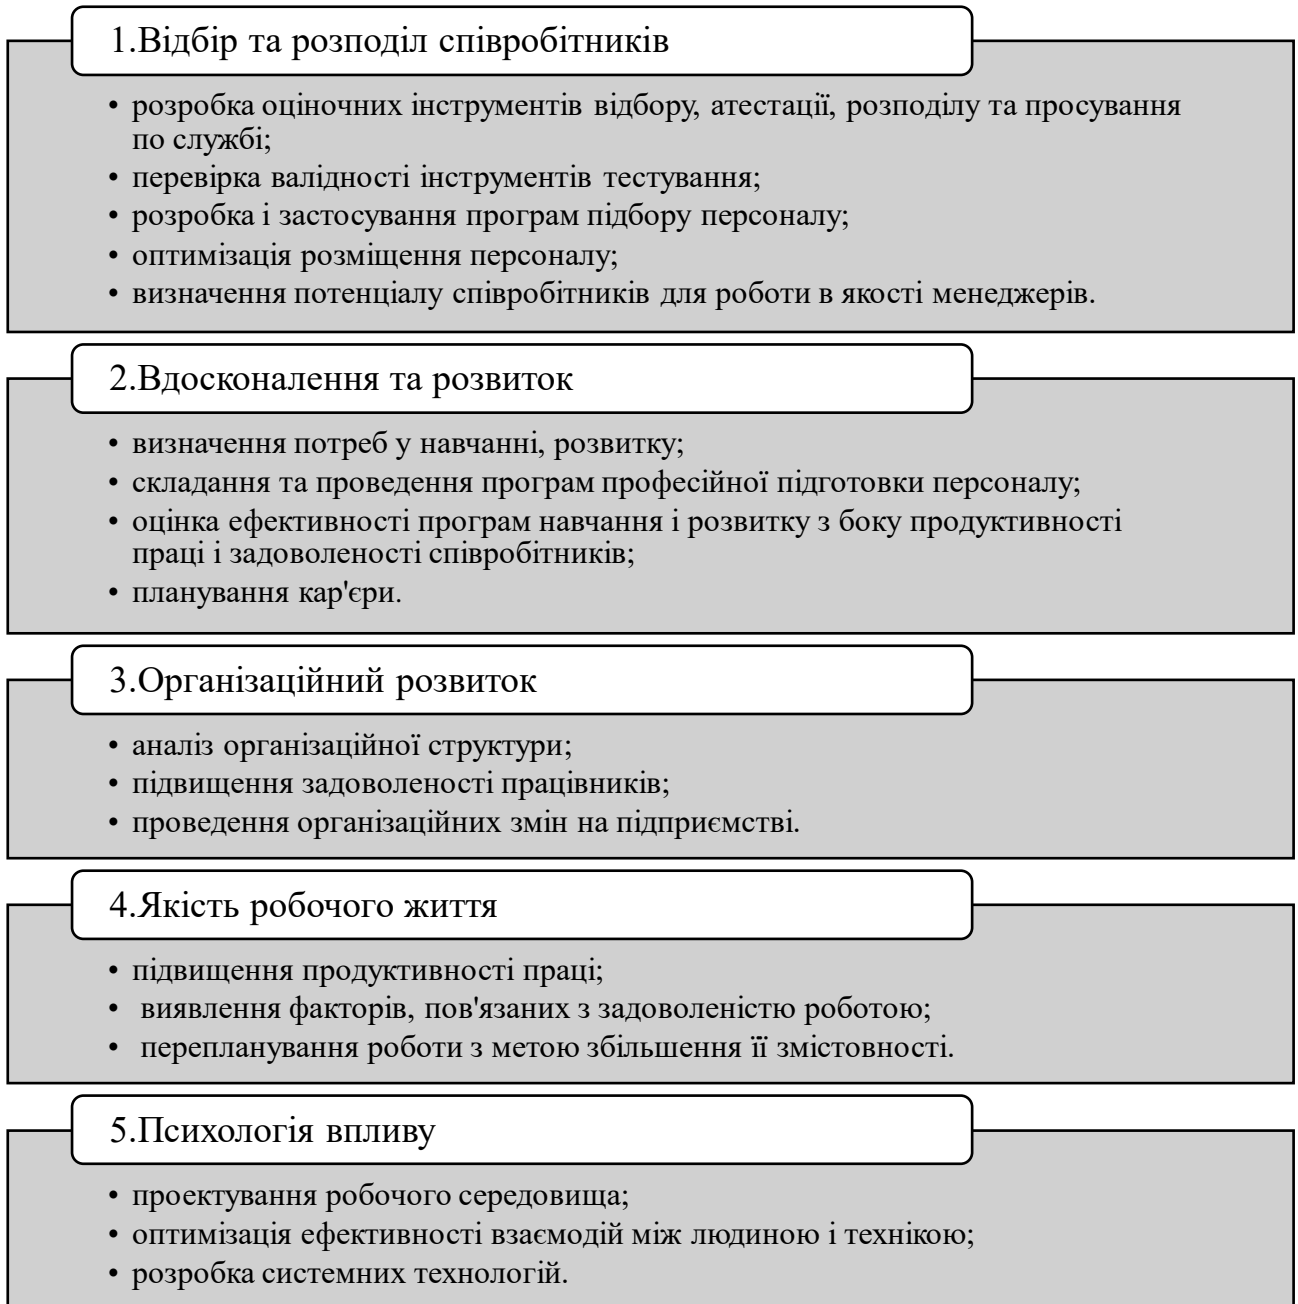 1.Відбір та розподіл співробітників
• розробка оціночних інструментів відбору, атестації, розподілу та просування
по службі;
• перевірка валідності інструментів тестування;
• розробка і застосування програм підбору персоналу;
• оптимізація розміщення персоналу;
• визначення потенціалу співробітників для роботи в якості менеджерів.
2.Вдосконалення та розвиток
• визначення потреб у навчанні, розвитку;
• складання та проведення програм професійної підготовки персоналу;
• оцінка ефективності програм навчання і розвитку з боку продуктивності
праці і задоволеності співробітників;
• планування кар'єри.
3.Організаційний розвиток
• аналіз організаційної структури;
• підвищення задоволеності працівників;
• проведення організаційних змін на підприємстві.
4.Якість робочого життя
• підвищення продуктивності праці;
• виявлення факторів, пов'язаних з задоволеністю роботою;
• перепланування роботи з метою збільшення її змістовності.
5.Психологія впливу
• проектування робочого середовища;
• оптимізація ефективності взаємодій між людиною і технікою;
• розробка системних технологій.